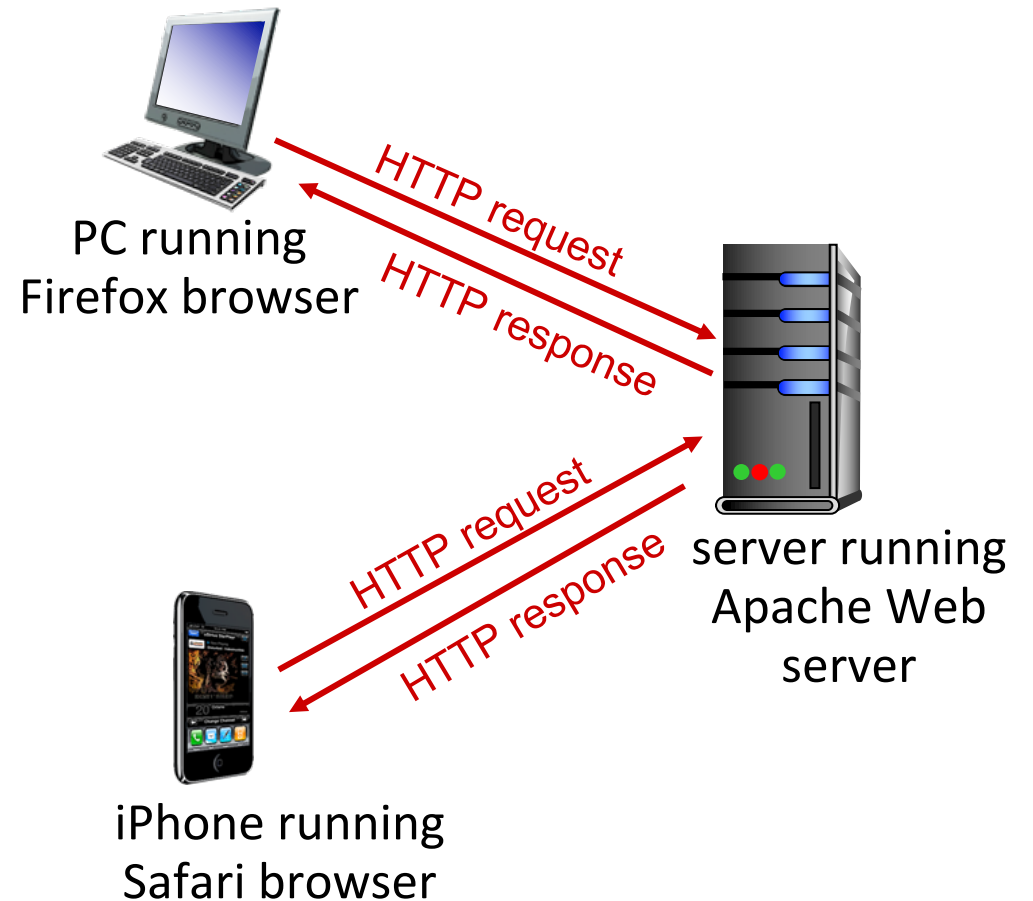 HTTP request
HTTP response
PC running
Firefox browser
HTTP request
HTTP response
server running
Apache Web
server
iPhone running
Safari browser